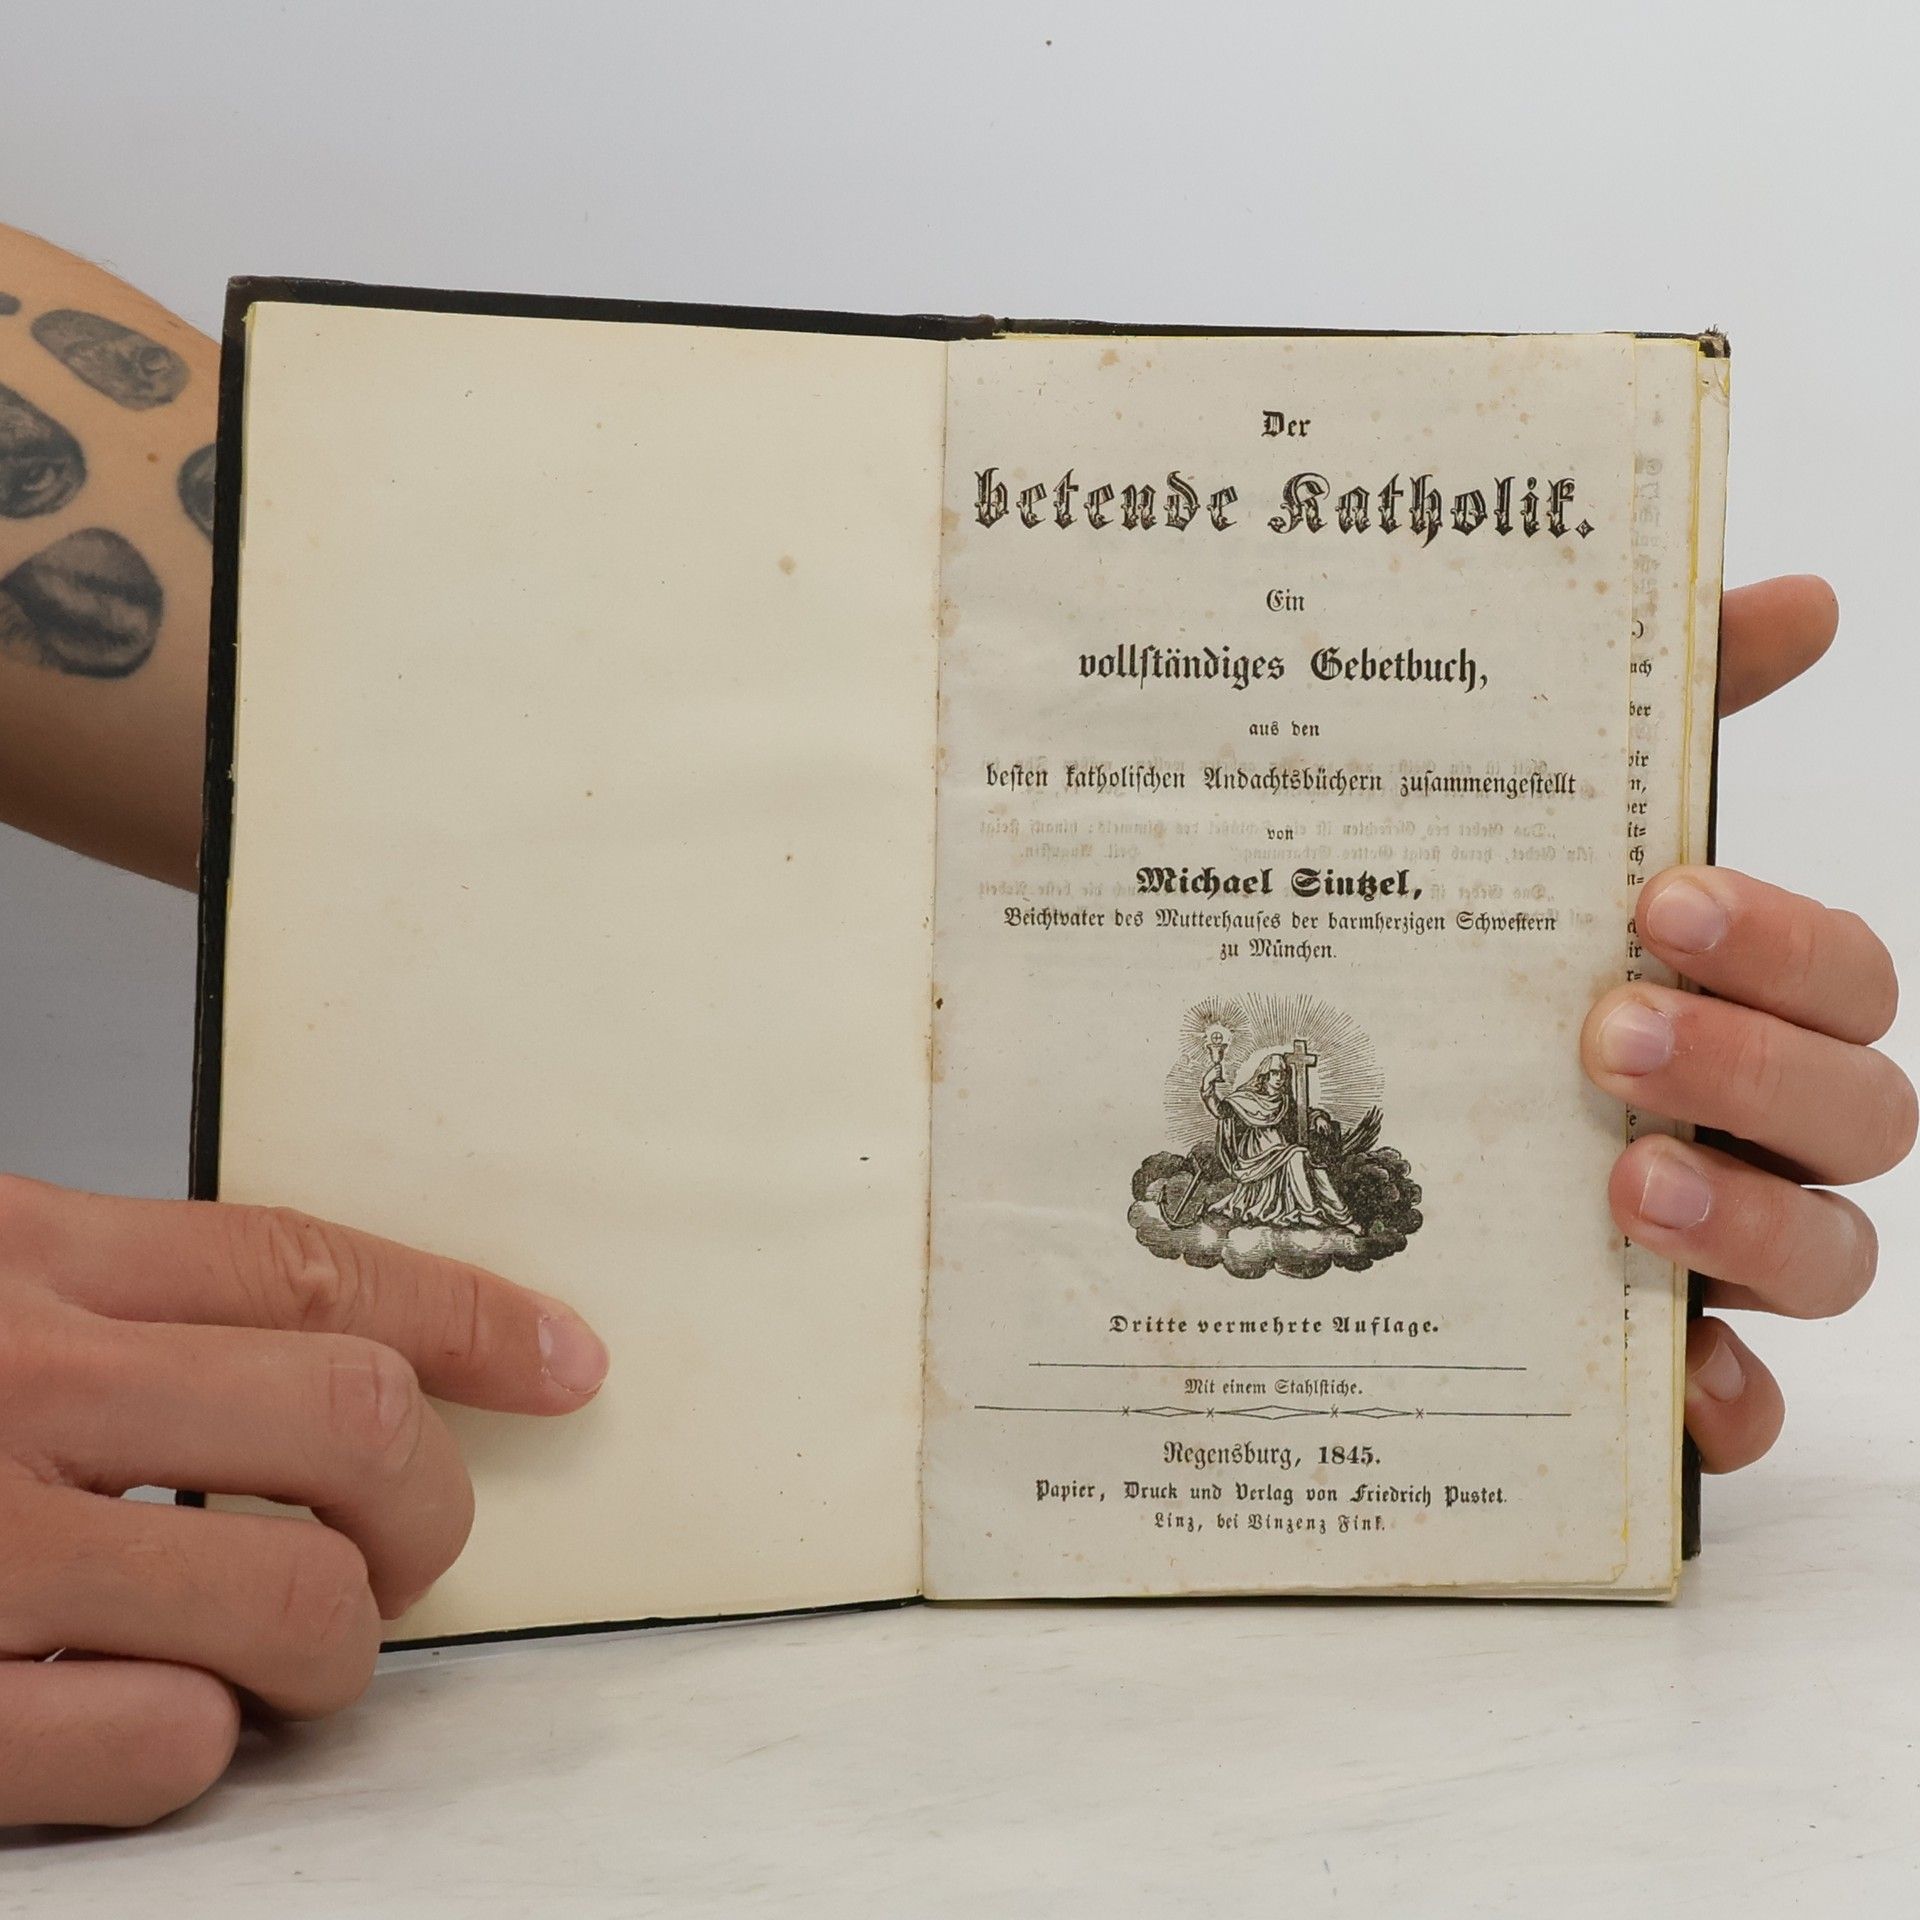 Der
betende Katholik.
Ein
vollſtändiges Gebetbuch,
aus den
beſten katholiſchen Andachtsbüchern zuſammengeſtellt
von
Michael Sintzel,
Beichtvater des Mutterhauſes der barmherzigen Schweſtern
zu München.
Dritte vermehrte Auflage.
Mit einem Stahlſtiche.
Regensburg, 1845.
Papier, Druck und Verlag von Friedrich Pustet.
Linz, bei Vinzenz Fink.